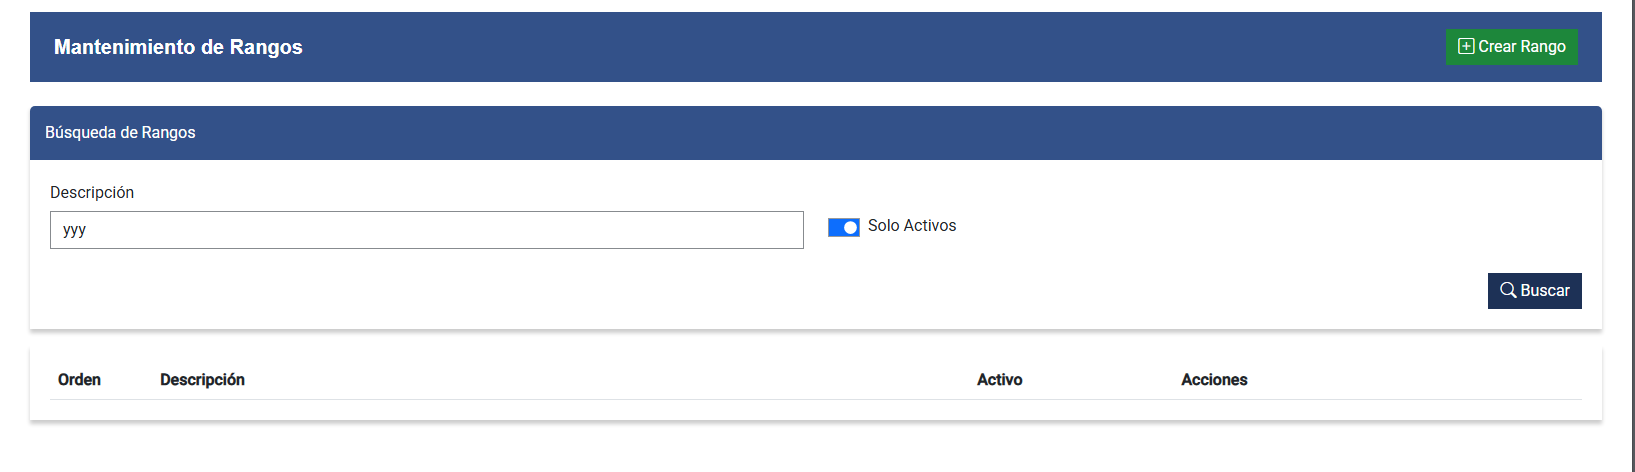 Mantenimiento de Rangos
Crear Rango
Búsqueda de Rangos
Descripción
yyy
Solo Activos
Buscar
Orden Descripción Activo Acciones